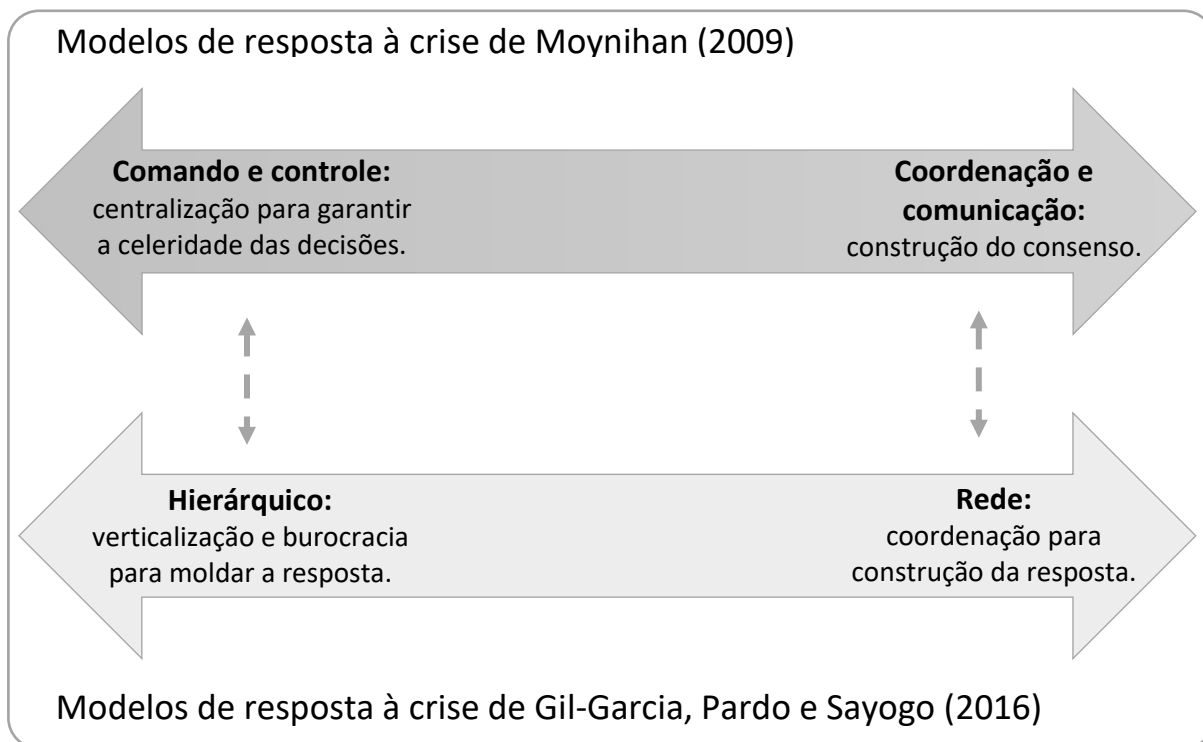 Modelos de resposta à crise de Moynihan (2009)
Comando e controle:
centralização para garantir
a celeridade das decisões.
Coordenação e
comunicação:
construção do consenso.
Hierárquico:
verticalização e burocracia
para moldar a resposta.
Rede:
coordenação para
construção da resposta.
Modelos de resposta à crise de Gil-Garcia, Pardo e Sayogo (2016)